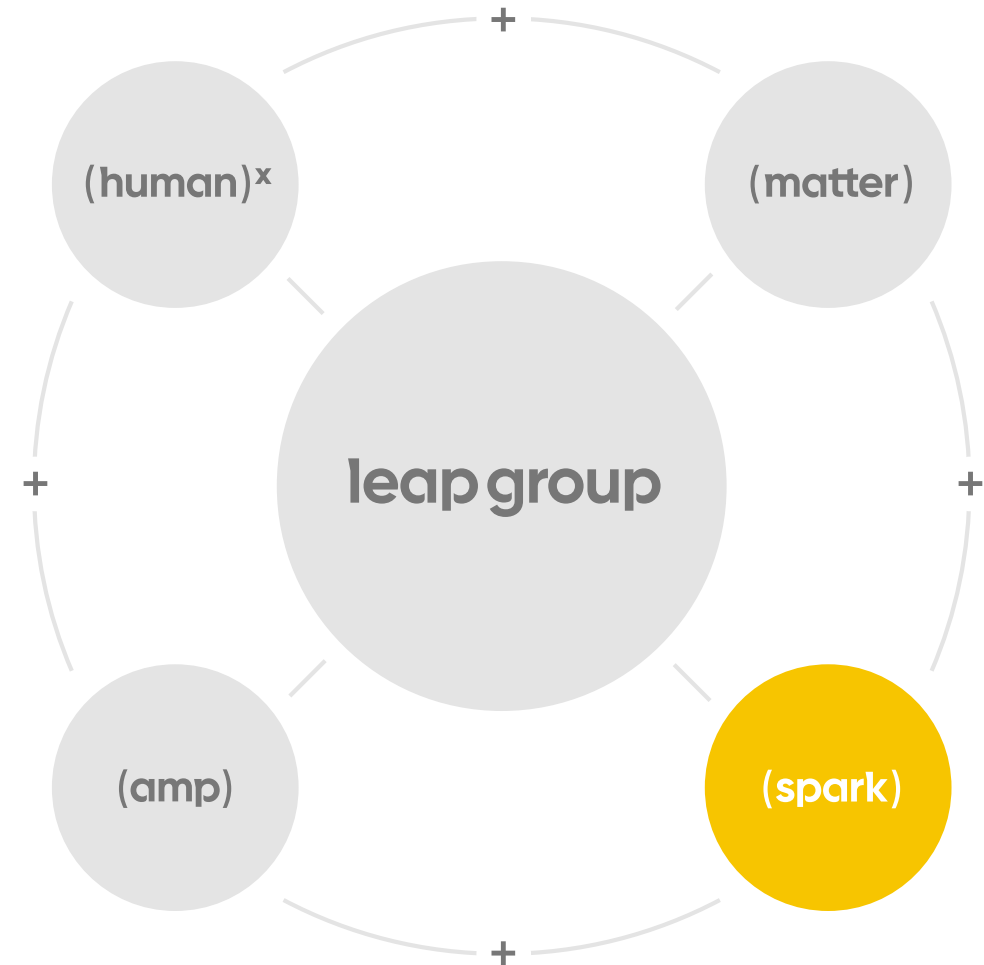 +
(human)ˣ
(matter)
leap group
+
+
(amp)
(spark)
+